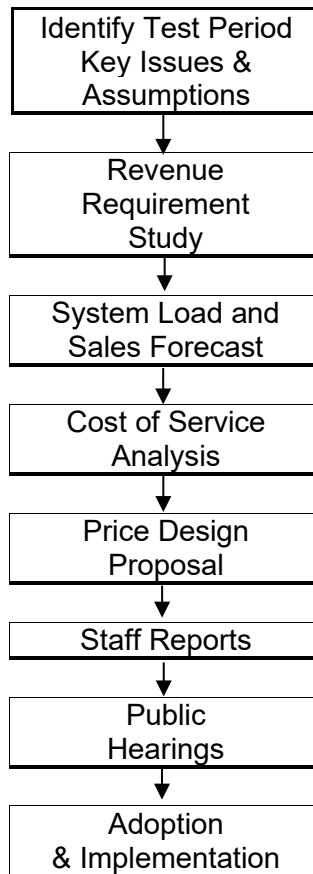 Identify Test Period
Key Issues &
Assumptions
Revenue
Requirement
Study
System Load and
Sales Forecast
Cost of Service
Analysis
Price Design
Proposal
Staff Reports
Public
Hearings
Adoption
& Implementation